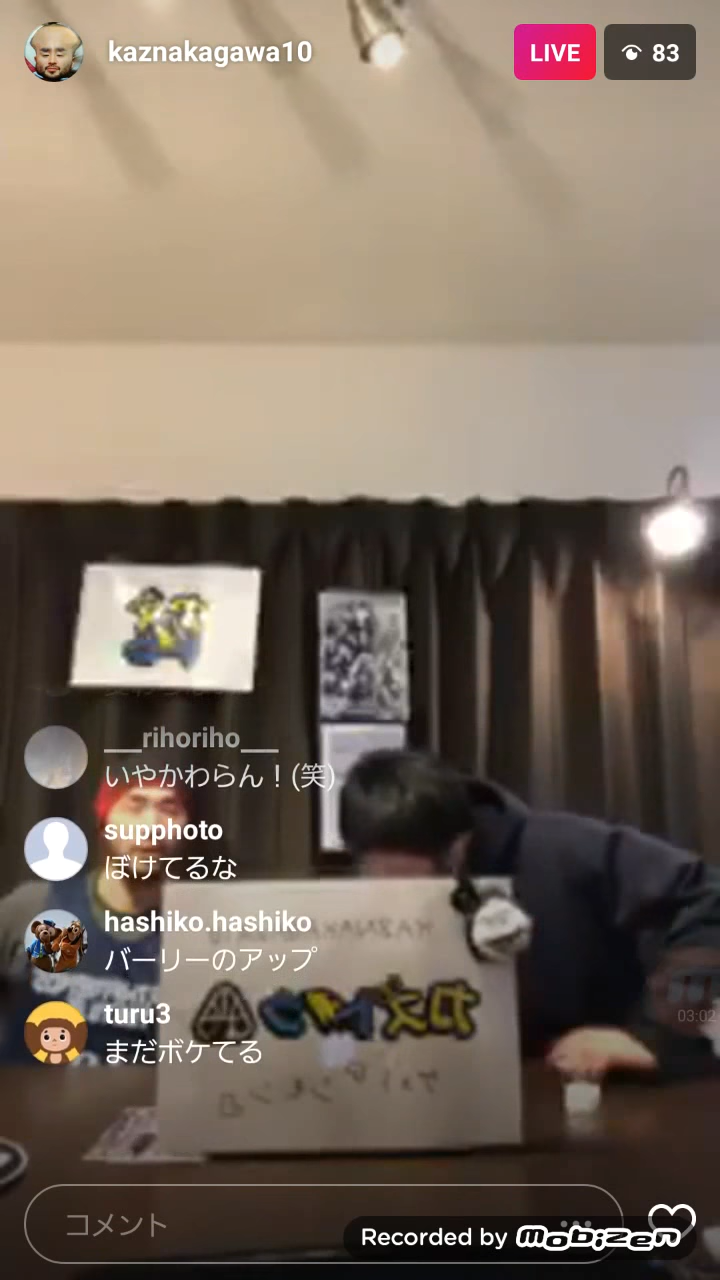 kaznakagawa10
LIVE
83
__rihoriho__
いやかわらん！(笑)
supphoto
ぼけてるな
hashiko.hashiko
バーリーのアップ
turu3
まだボケてる
03:02
コメント
Recorded by mobizen